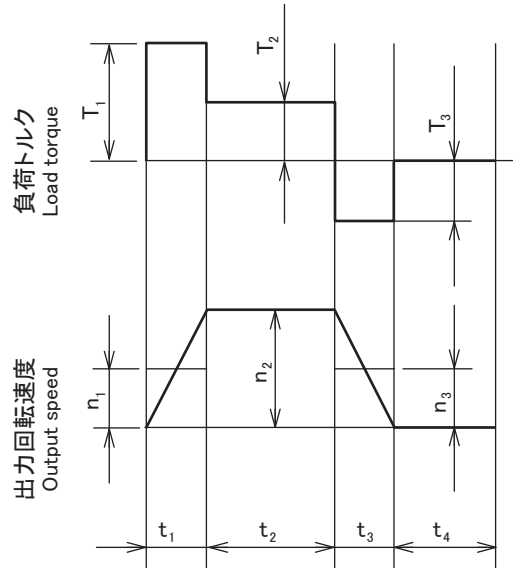 負荷トルク
Load torque
T₁
T₂
T₃
出力回転速度
Output speed
n₁
n₂
n₃
t₁
t₂
t₃
t₄